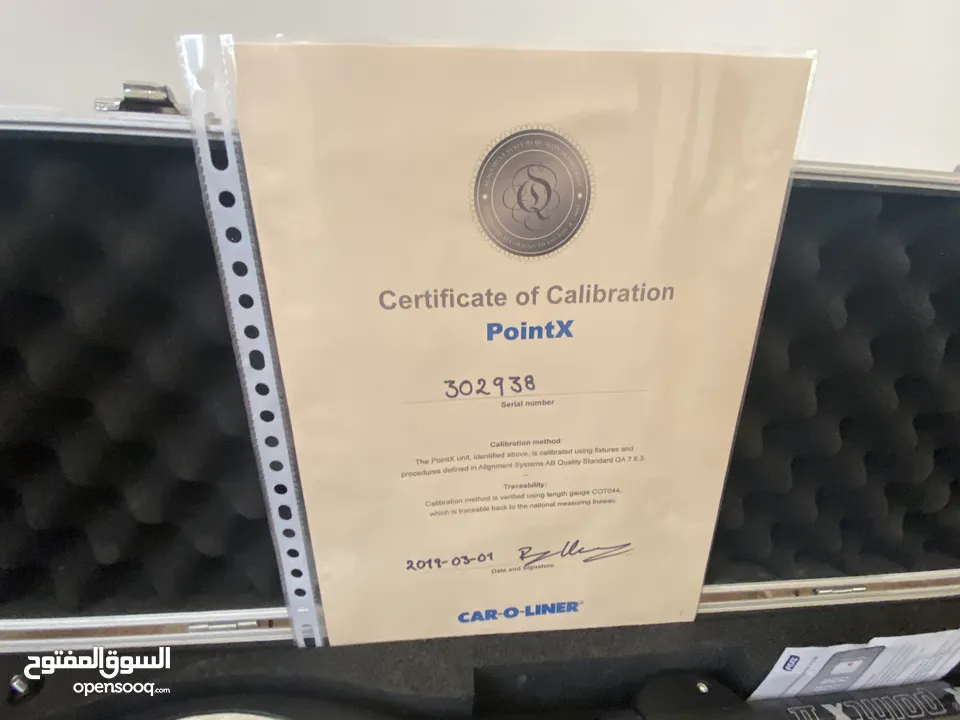 Certificate of Calibration
PointX
302938
Serial number
Calibration method
The PointX unit, identified above, is calibrated using fixtures and
procedures defined in Alignment Systems AB Quality Standard QA 7.0.3.
Traceability:
Calibration method is verified using length gauge COT044,
which is traceable back to the national measuring bureau
2019-03-01
Date and Signature
CAR-O-LINER
السوق المفتوح
opensooq.com
POINTX II